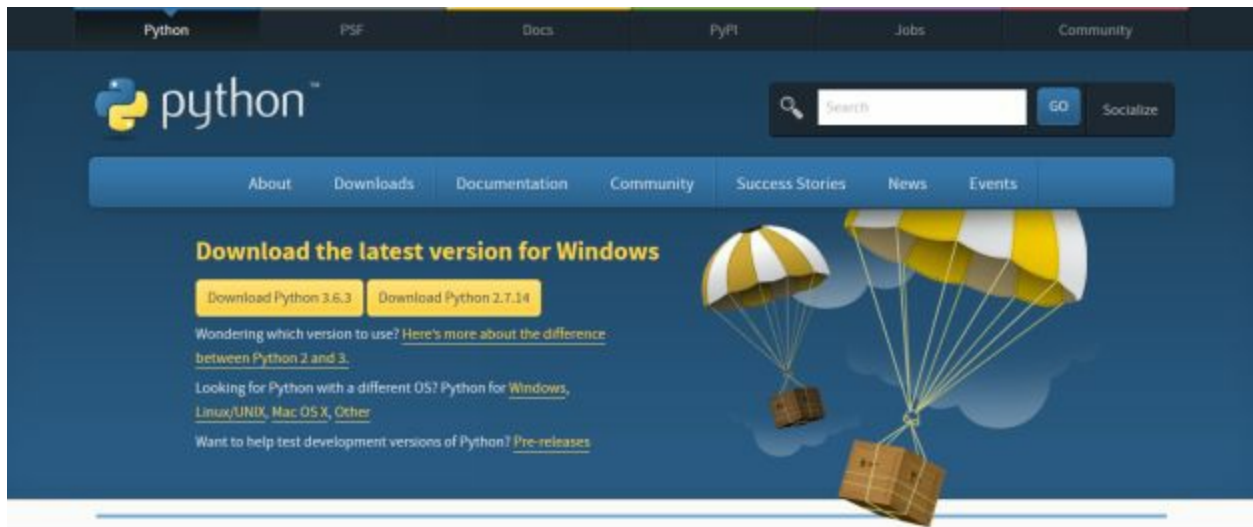 Python PSF Docs PyPI Jobs Community
python™
Search GO Socialize
About Downloads Documentation Community Success Stories News Events
Download the latest version for Windows
Download Python 3.6.3 Download Python 2.7.14
Wondering which version to use? Here's more about the difference
between Python 2 and 3.
Looking for Python with a different OS? Python for Windows,
Linux/UNIX, Mac OS X, Other
Want to help test development versions of Python? Pre-releases